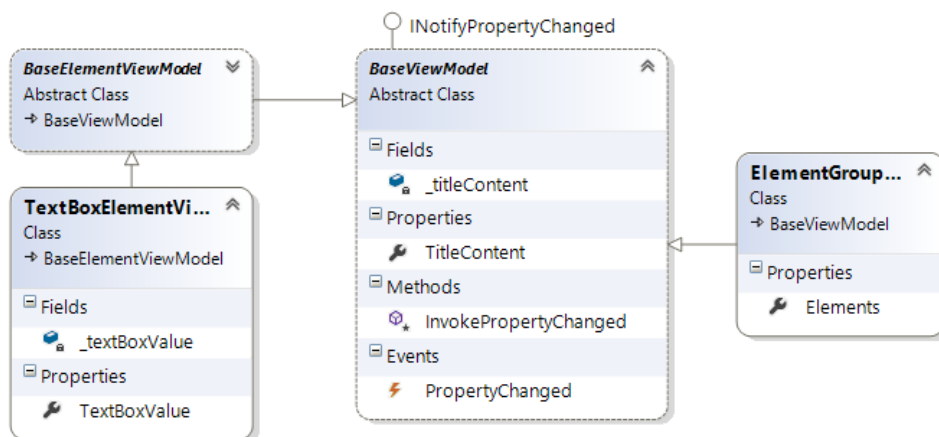 INotifyPropertyChanged
BaseElementViewModel
Abstract Class
BaseViewModel
TextBoxElementVi...
Class
BaseElementViewModel
Fields
_textBoxValue
Properties
TextBoxValue
BaseViewModel
Abstract Class
Fields
_titleContent
Properties
TitleContent
Methods
InvokePropertyChanged
Events
PropertyChanged
ElementGroup...
Class
BaseViewModel
Properties
Elements